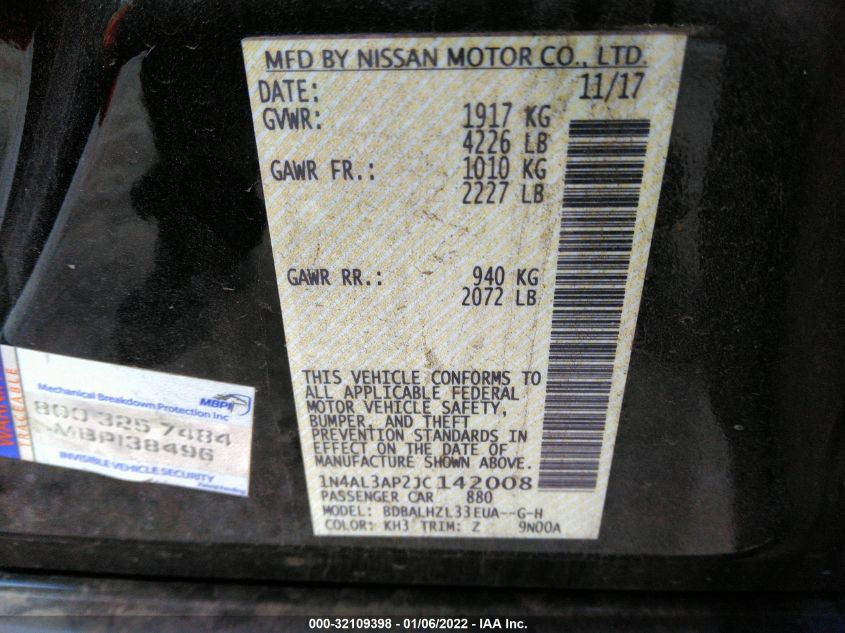 MFD BY NISSAN MOTOR CO., LTD.
DATE: 11/17
GVWR: 1917 KG
4226 LB
GAWR FR.: 1010 KG
2227 LB
GAWR RR.: 940 KG
2072 LB
THIS VEHICLE CONFORMS TO
ALL APPLICABLE FEDERAL
MOTOR VEHICLE SAFETY,
BUMPER, AND THEFT
PREVENTION STANDARDS IN
EFFECT ON THE DATE OF
MANUFACTURE SHOWN ABOVE.
1N4AL3AP2JC142008
PASSENGER CAR 880
MODEL: BDBALHZL33EUA--G-H
COLOR: KH3 TRIM: Z 9N00A
WARNING
TRACEABLE
MBPI
Mechanical Breakdown Protection Inc
800 325 7484
MBPI38496
INVISIBLE VEHICLE SECURITY
Patent Pending
000-32109398 - 01/06/2022 - IAA Inc.